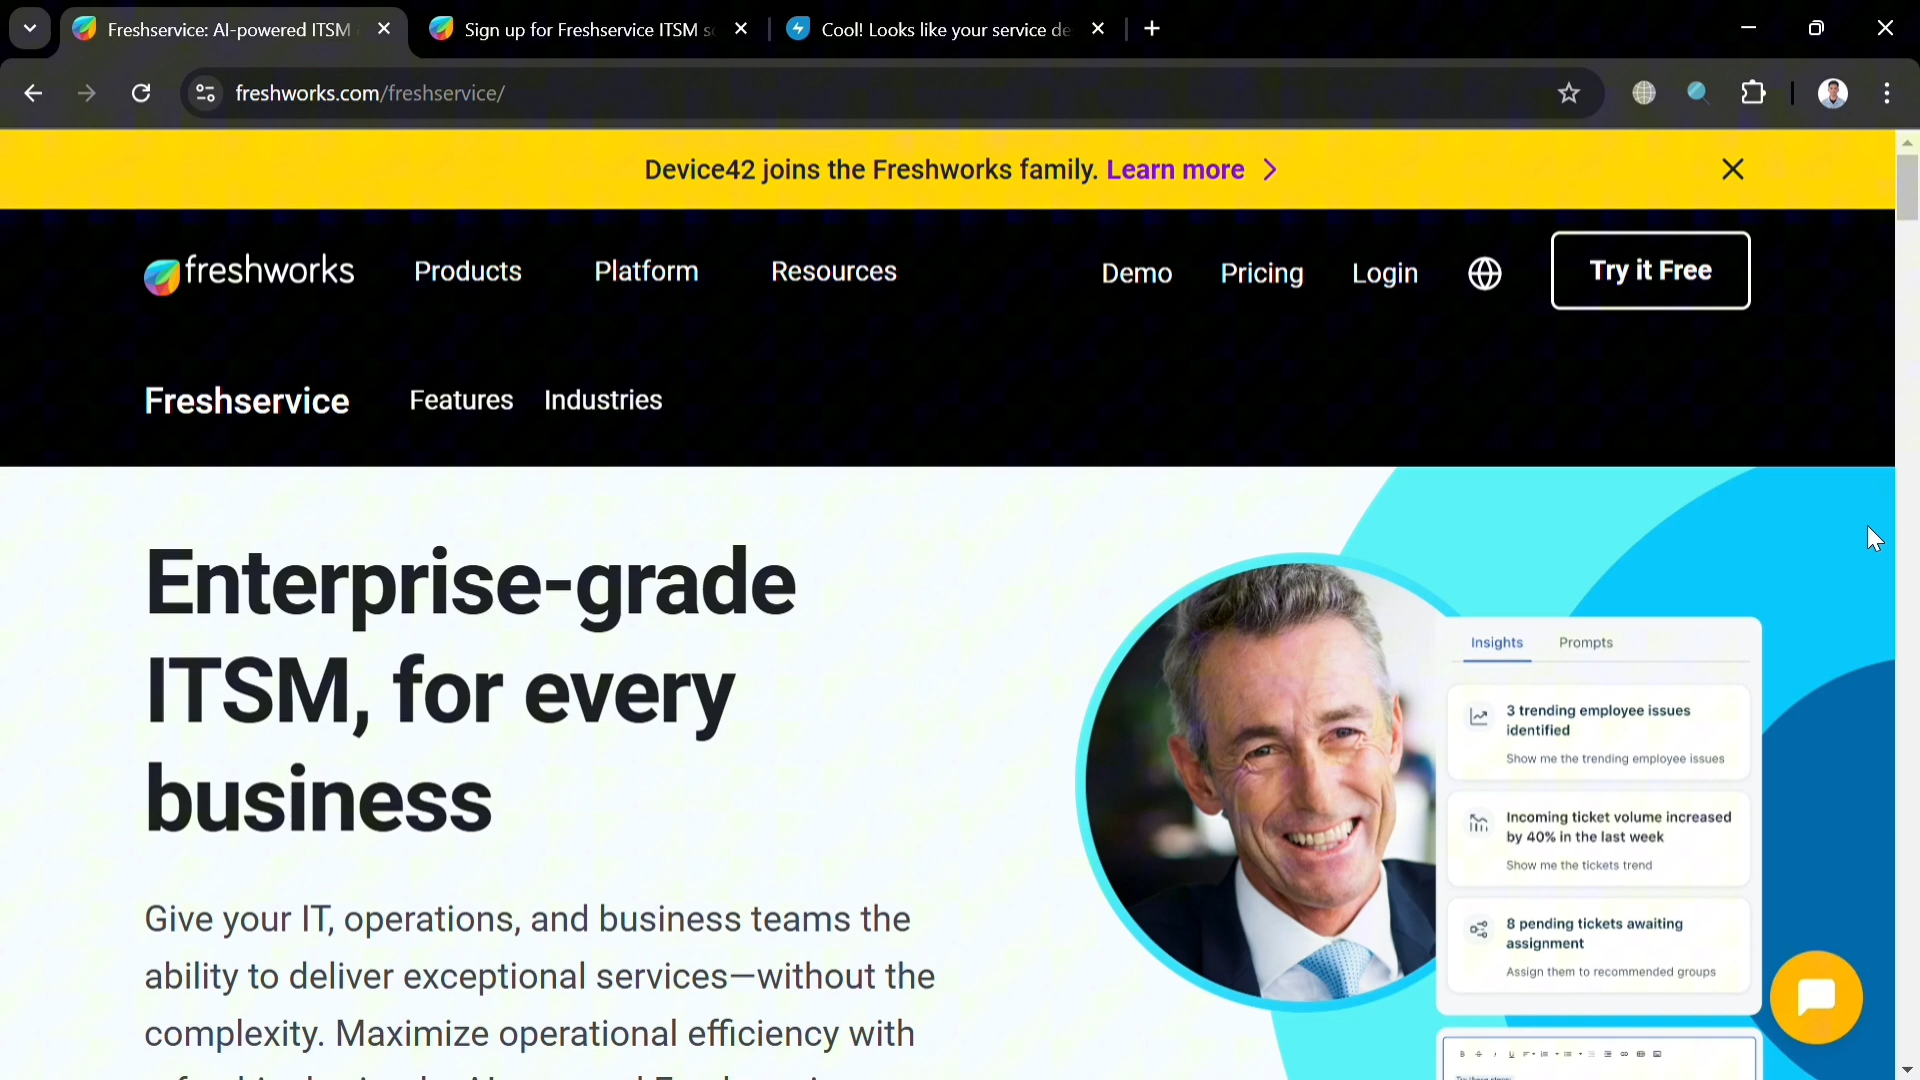 Freshservice: AI-powered ITSM
Sign up for Freshservice ITSM s
Cool! Looks like your service de
freshworks.com/freshservice/
Device42 joins the Freshworks family. Learn more
freshworks
Products
Platform
Resources
Demo
Pricing
Login
Try it Free
Freshservice
Features
Industries
Enterprise-grade
ITSM, for every
business
Give your IT, operations, and business teams the
ability to deliver exceptional services—without the
complexity. Maximize operational efficiency with
Insights
Prompts
3 trending employee issues
identified
Show me the trending employee issues
Incoming ticket volume increased
by 40% in the last week
Show me the tickets trend
8 pending tickets awaiting
assignment
Assign them to recommended groups